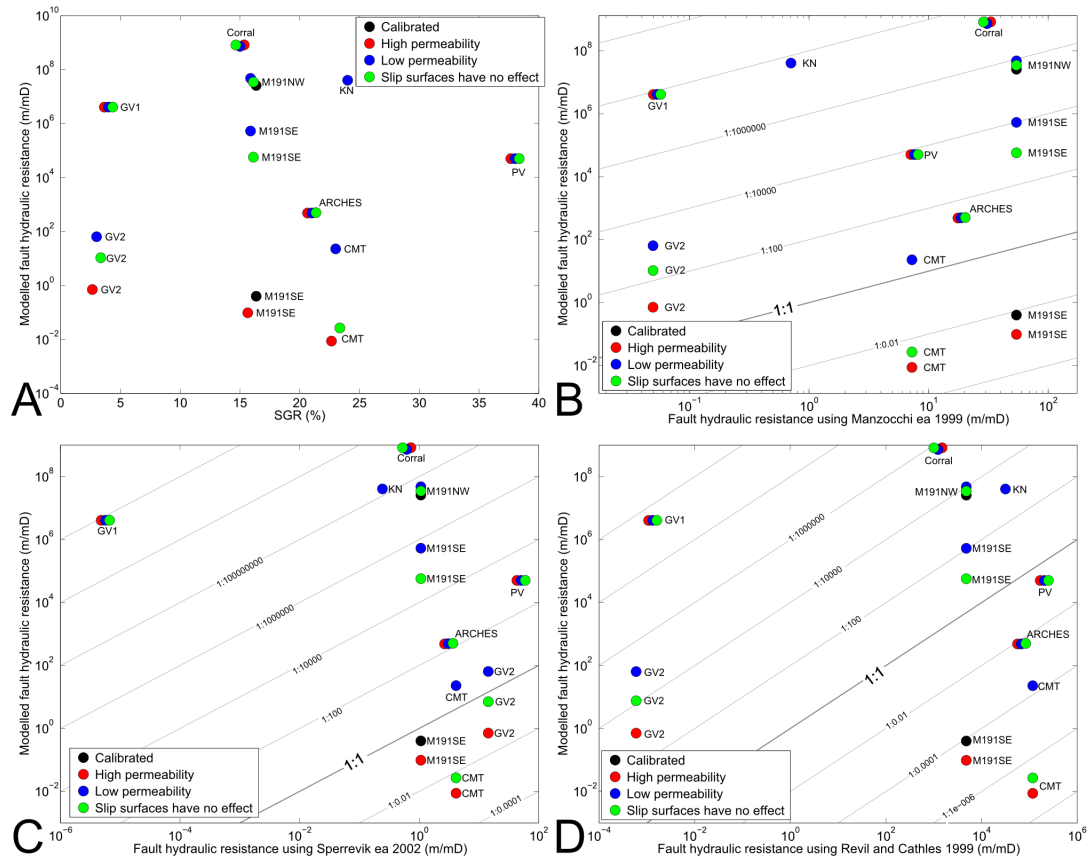 A
Modelled fault hydraulic resistance (m/mD)
10^10
10^8
10^6
10^4
10^2
10^0
10^−2
10^−4
Corral
M191NW
KN
GV1
M191SE
M191SE
PV
ARCHES
GV2
CMT
GV2
GV2
M191SE
M191SE
CMT
Calibrated
High permeability
Low permeability
Slip surfaces have no effect
0 5 10 15 20 25 30 35 40
SGR (%)
B
Modelled fault hydraulic resistance (m/mD)
10^8
10^6
10^4
10^2
10^0
10^−2
Corral
KN
M191NW
GV1
1:1000000
M191SE
PV
M191SE
1:10000
ARCHES
1:100
GV2
GV2
CMT
GV2
1:1
M191SE
M191SE
1:0.01
CMT
CMT
Calibrated
High permeability
Low permeability
Slip surfaces have no effect
10^−1 10^0 10^1 10^2
Fault hydraulic resistance using Manzocchi ea 1999 (m/mD)
C
Modelled fault hydraulic resistance (m/mD)
10^8
10^6
10^4
10^2
10^0
10^−2
Corral
KN
M191NW
GV1
M191SE
1:100000000
M191SE
PV
1:1000000
ARCHES
1:10000
GV2
CMT
GV2
1:100
GV2
1:1
M191SE
M191SE
CMT
CMT
1:0.01
1:0.0001
Calibrated
High permeability
Low permeability
Slip surfaces have no effect
10^−6 10^−4 10^−2 10^0 10^2
Fault hydraulic resistance using Sperrevik ea 2002 (m/mD)
D
Modelled fault hydraulic resistance (m/mD)
10^8
10^6
10^4
10^2
10^0
10^−2
Corral
M191NW
KN
GV1
1:1000000
M191SE
M191SE
PV
1:10000
1:100
ARCHES
GV2
1:1
CMT
GV2
1:0.01
GV2
M191SE
M191SE
1:0.0001
CMT
1:1e−006
Calibrated
High permeability
Low permeability
Slip surfaces have no effect
10^−4 10^−2 10^0 10^2 10^4 10^6
Fault hydraulic resistance using Revil and Cathles 1999 (m/mD)